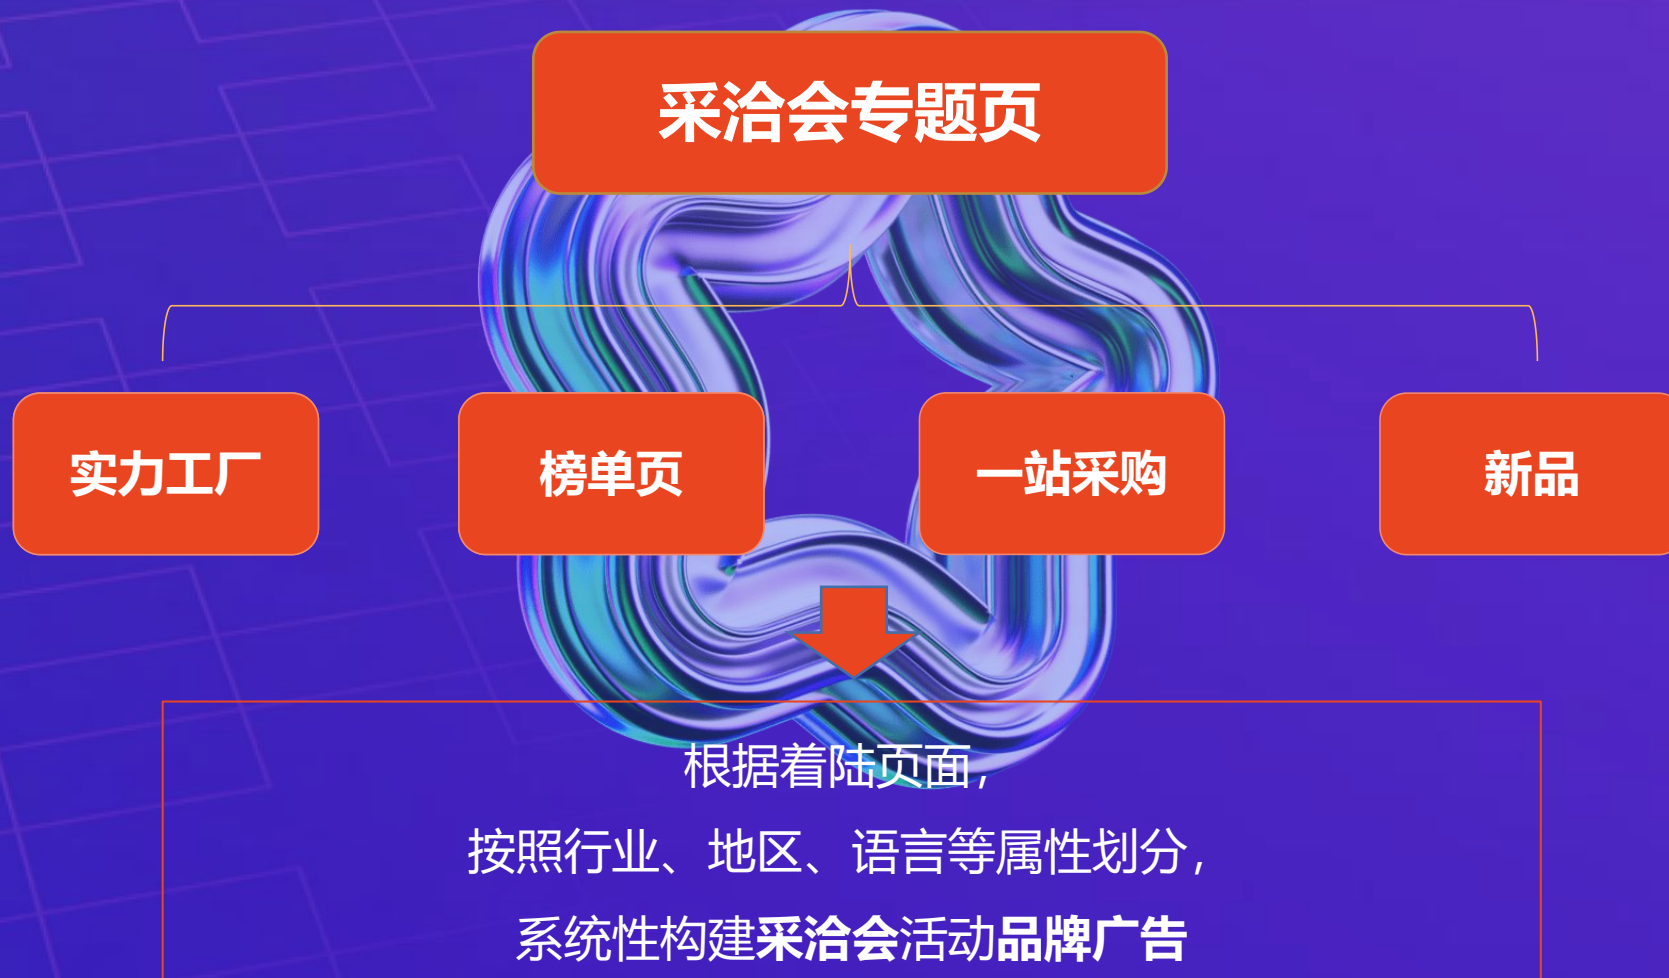 采洽会专题页
实力工厂
榜单页
一站采购
新品
根据着陆页面，
按照行业、地区、语言等属性划分，
系统性构建采洽会活动品牌广告